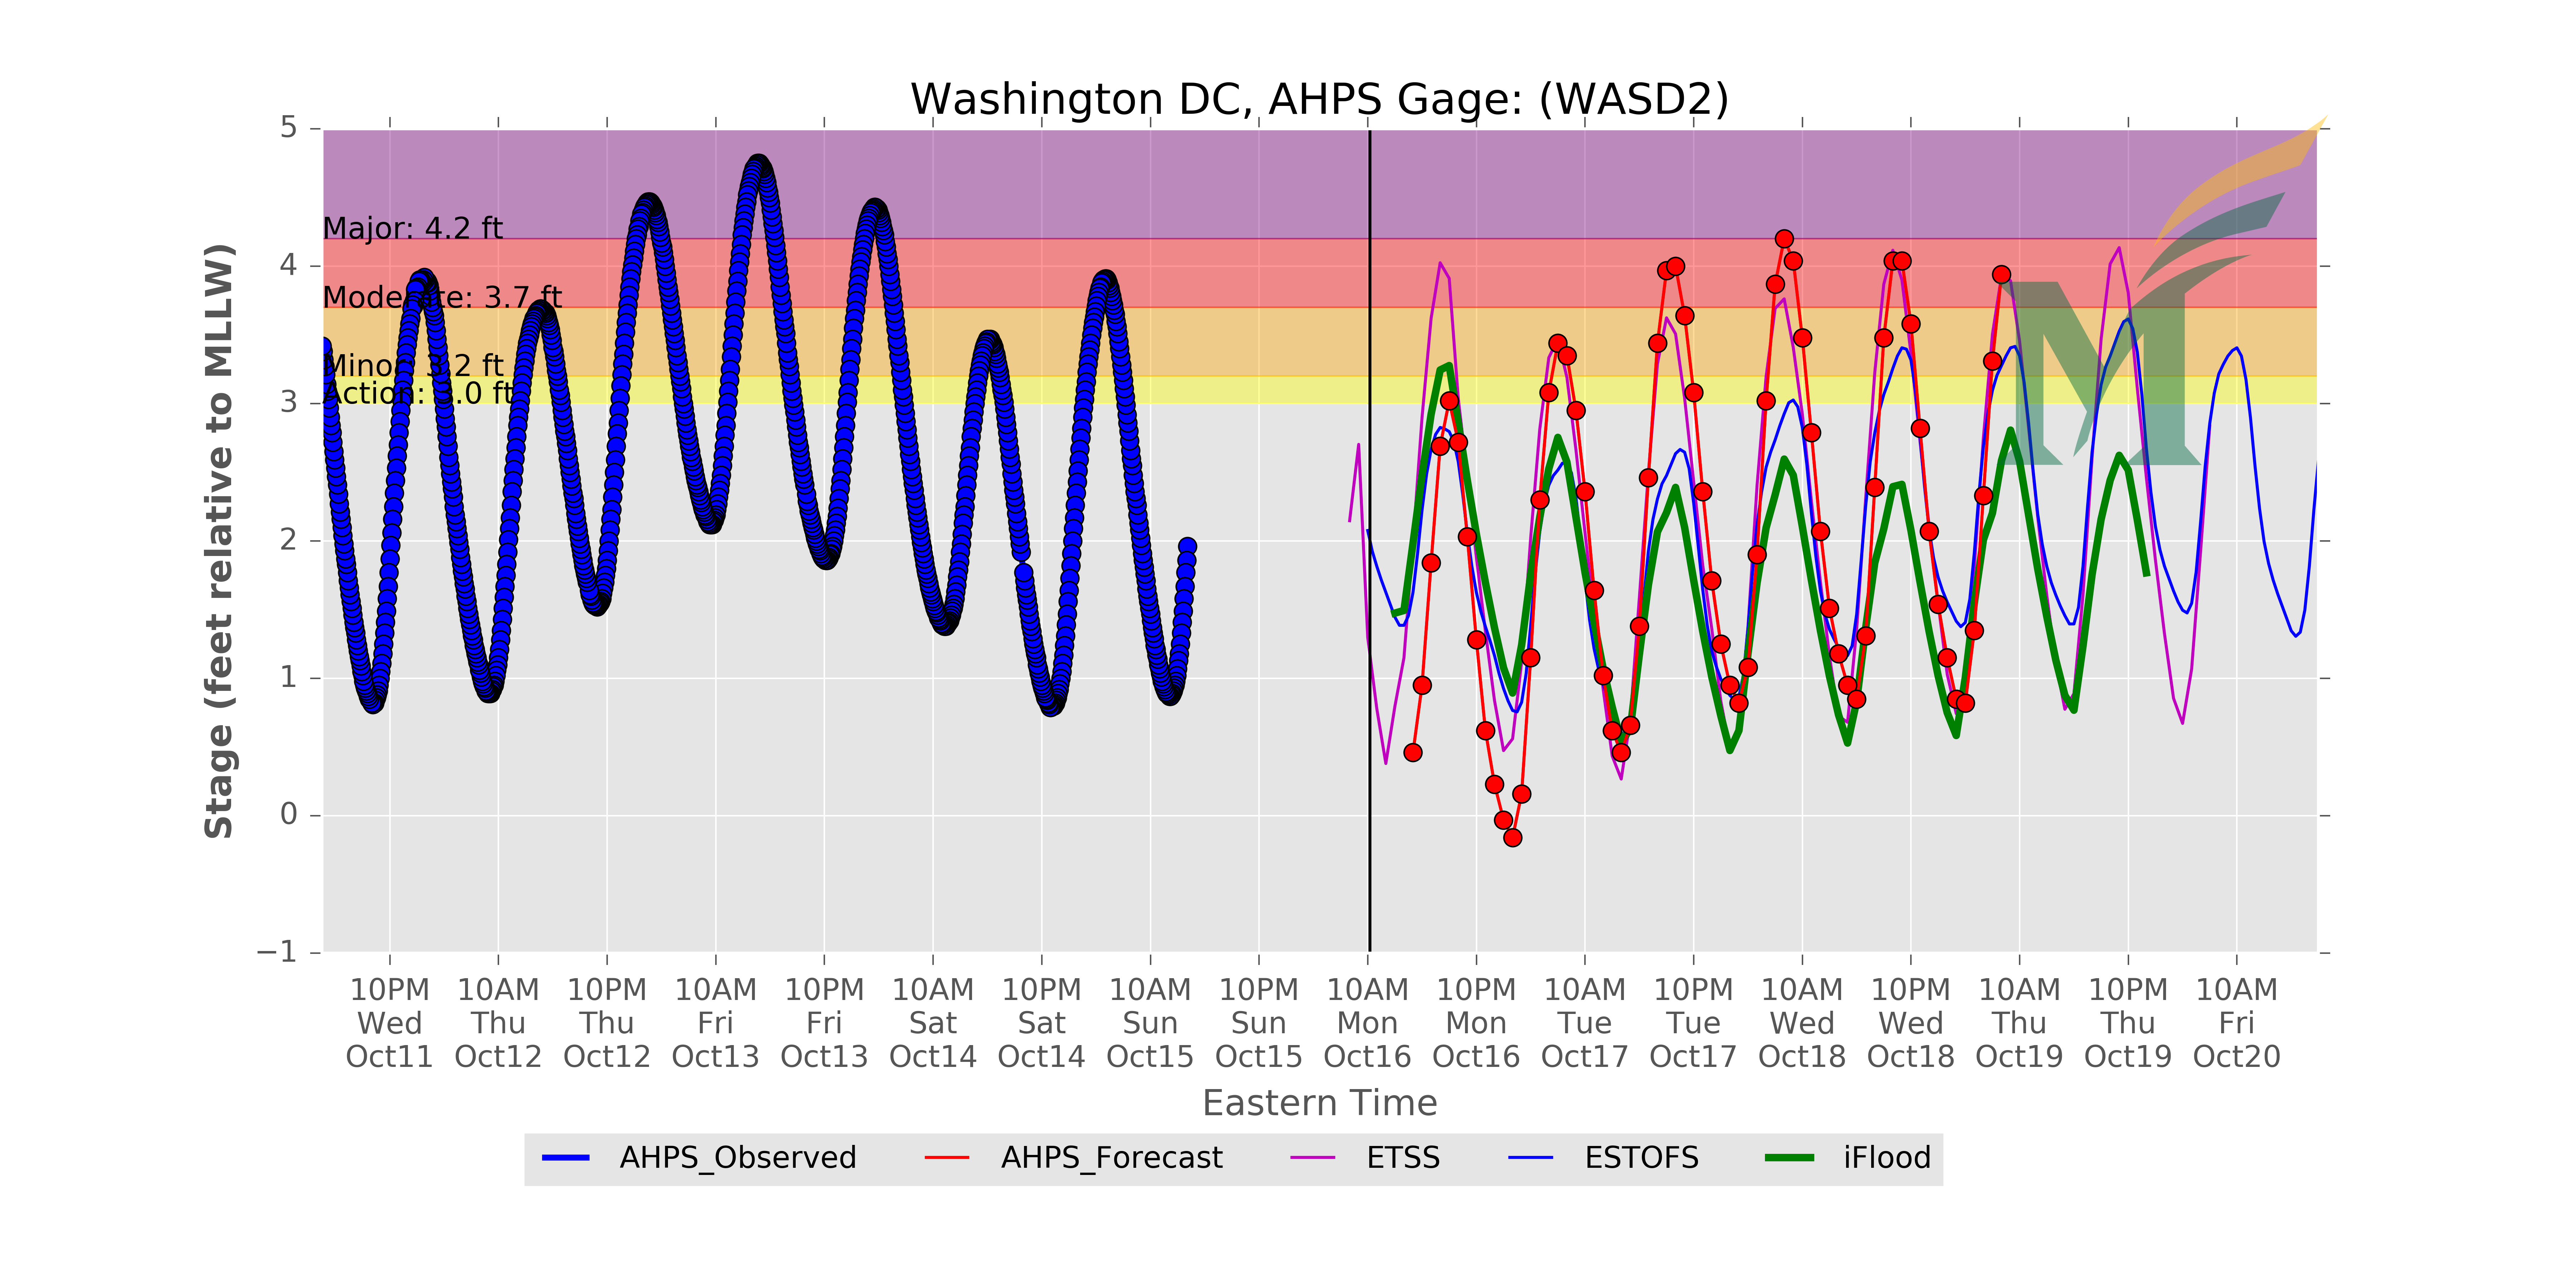 Washington DC, AHPS Gage: (WASD2)
Stage (feet relative to MLLW)
5
4
3
2
1
0
−1
Major: 4.2 ft
Moderate: 3.7 ft
Minor: 3.2 ft
Action: 3.0 ft
10PM 10AM 10PM 10AM 10PM 10AM 10PM 10AM 10PM 10AM 10PM 10AM 10PM 10AM 10PM 10AM 10PM 10AM
Wed Thu Thu Fri Fri Sat Sat Sun Sun Mon Mon Tue Tue Wed Wed Thu Thu Fri
Oct11 Oct12 Oct12 Oct13 Oct13 Oct14 Oct14 Oct15 Oct15 Oct16 Oct16 Oct17 Oct17 Oct18 Oct18 Oct19 Oct19 Oct20
Eastern Time
AHPS_Observed AHPS_Forecast ETSS ESTOFS iFlood
M